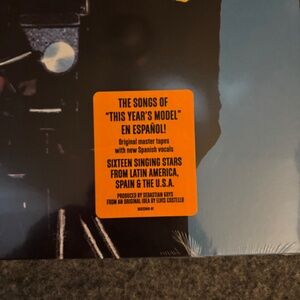 THE SONGS OF
"THIS YEAR'S MODEL"
EN ESPAÑOL!
Original master tapes
with new Spanish vocals
SIXTEEN SINGING STARS
FROM LATIN AMERICA,
SPAIN & THE U.S.A.
PRODUCED BY SEBASTIAN KRYS
FROM AN ORIGINAL IDEA BY ELVIS COSTELLO